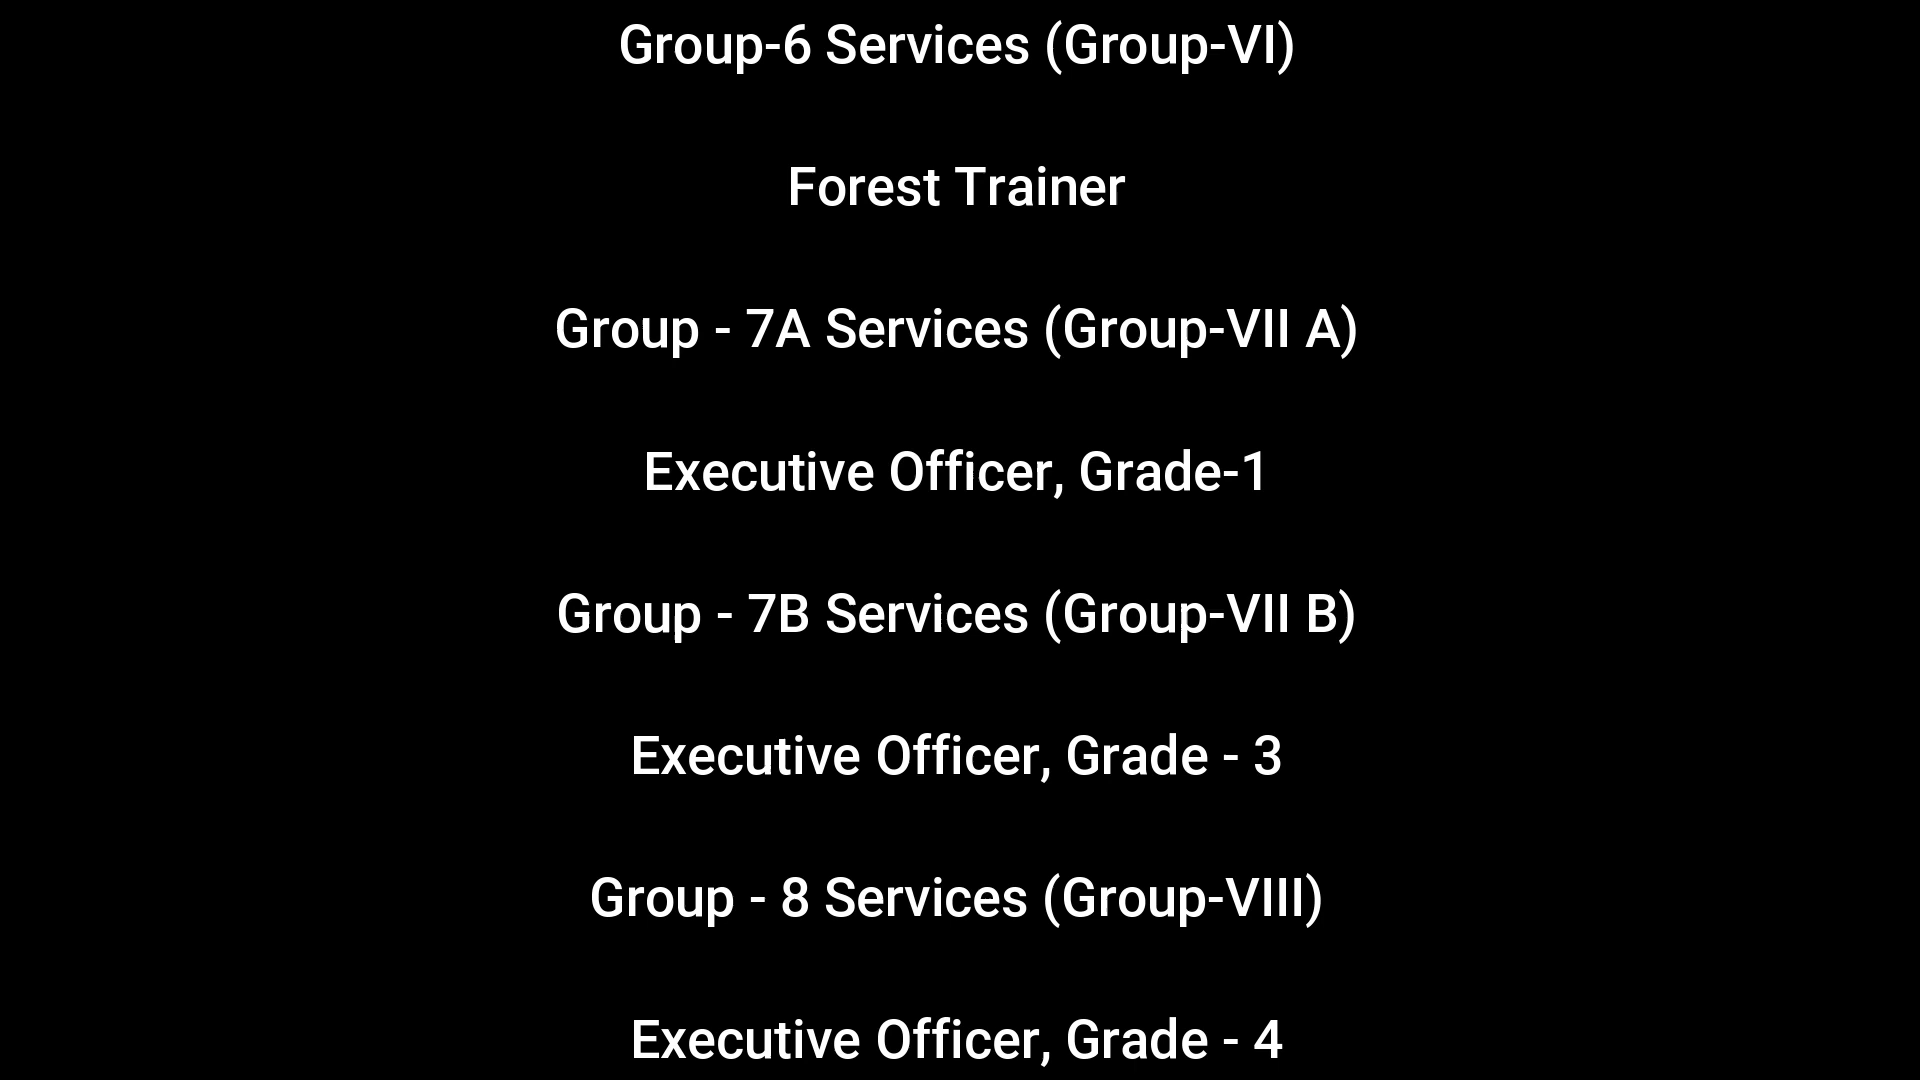 Group-6 Services (Group-VI)
Forest Trainer
Group - 7A Services (Group-VII A)
Executive Officer, Grade-1
Group - 7B Services (Group-VII B)
Executive Officer, Grade - 3
Group - 8 Services (Group-VIII)
Executive Officer, Grade - 4